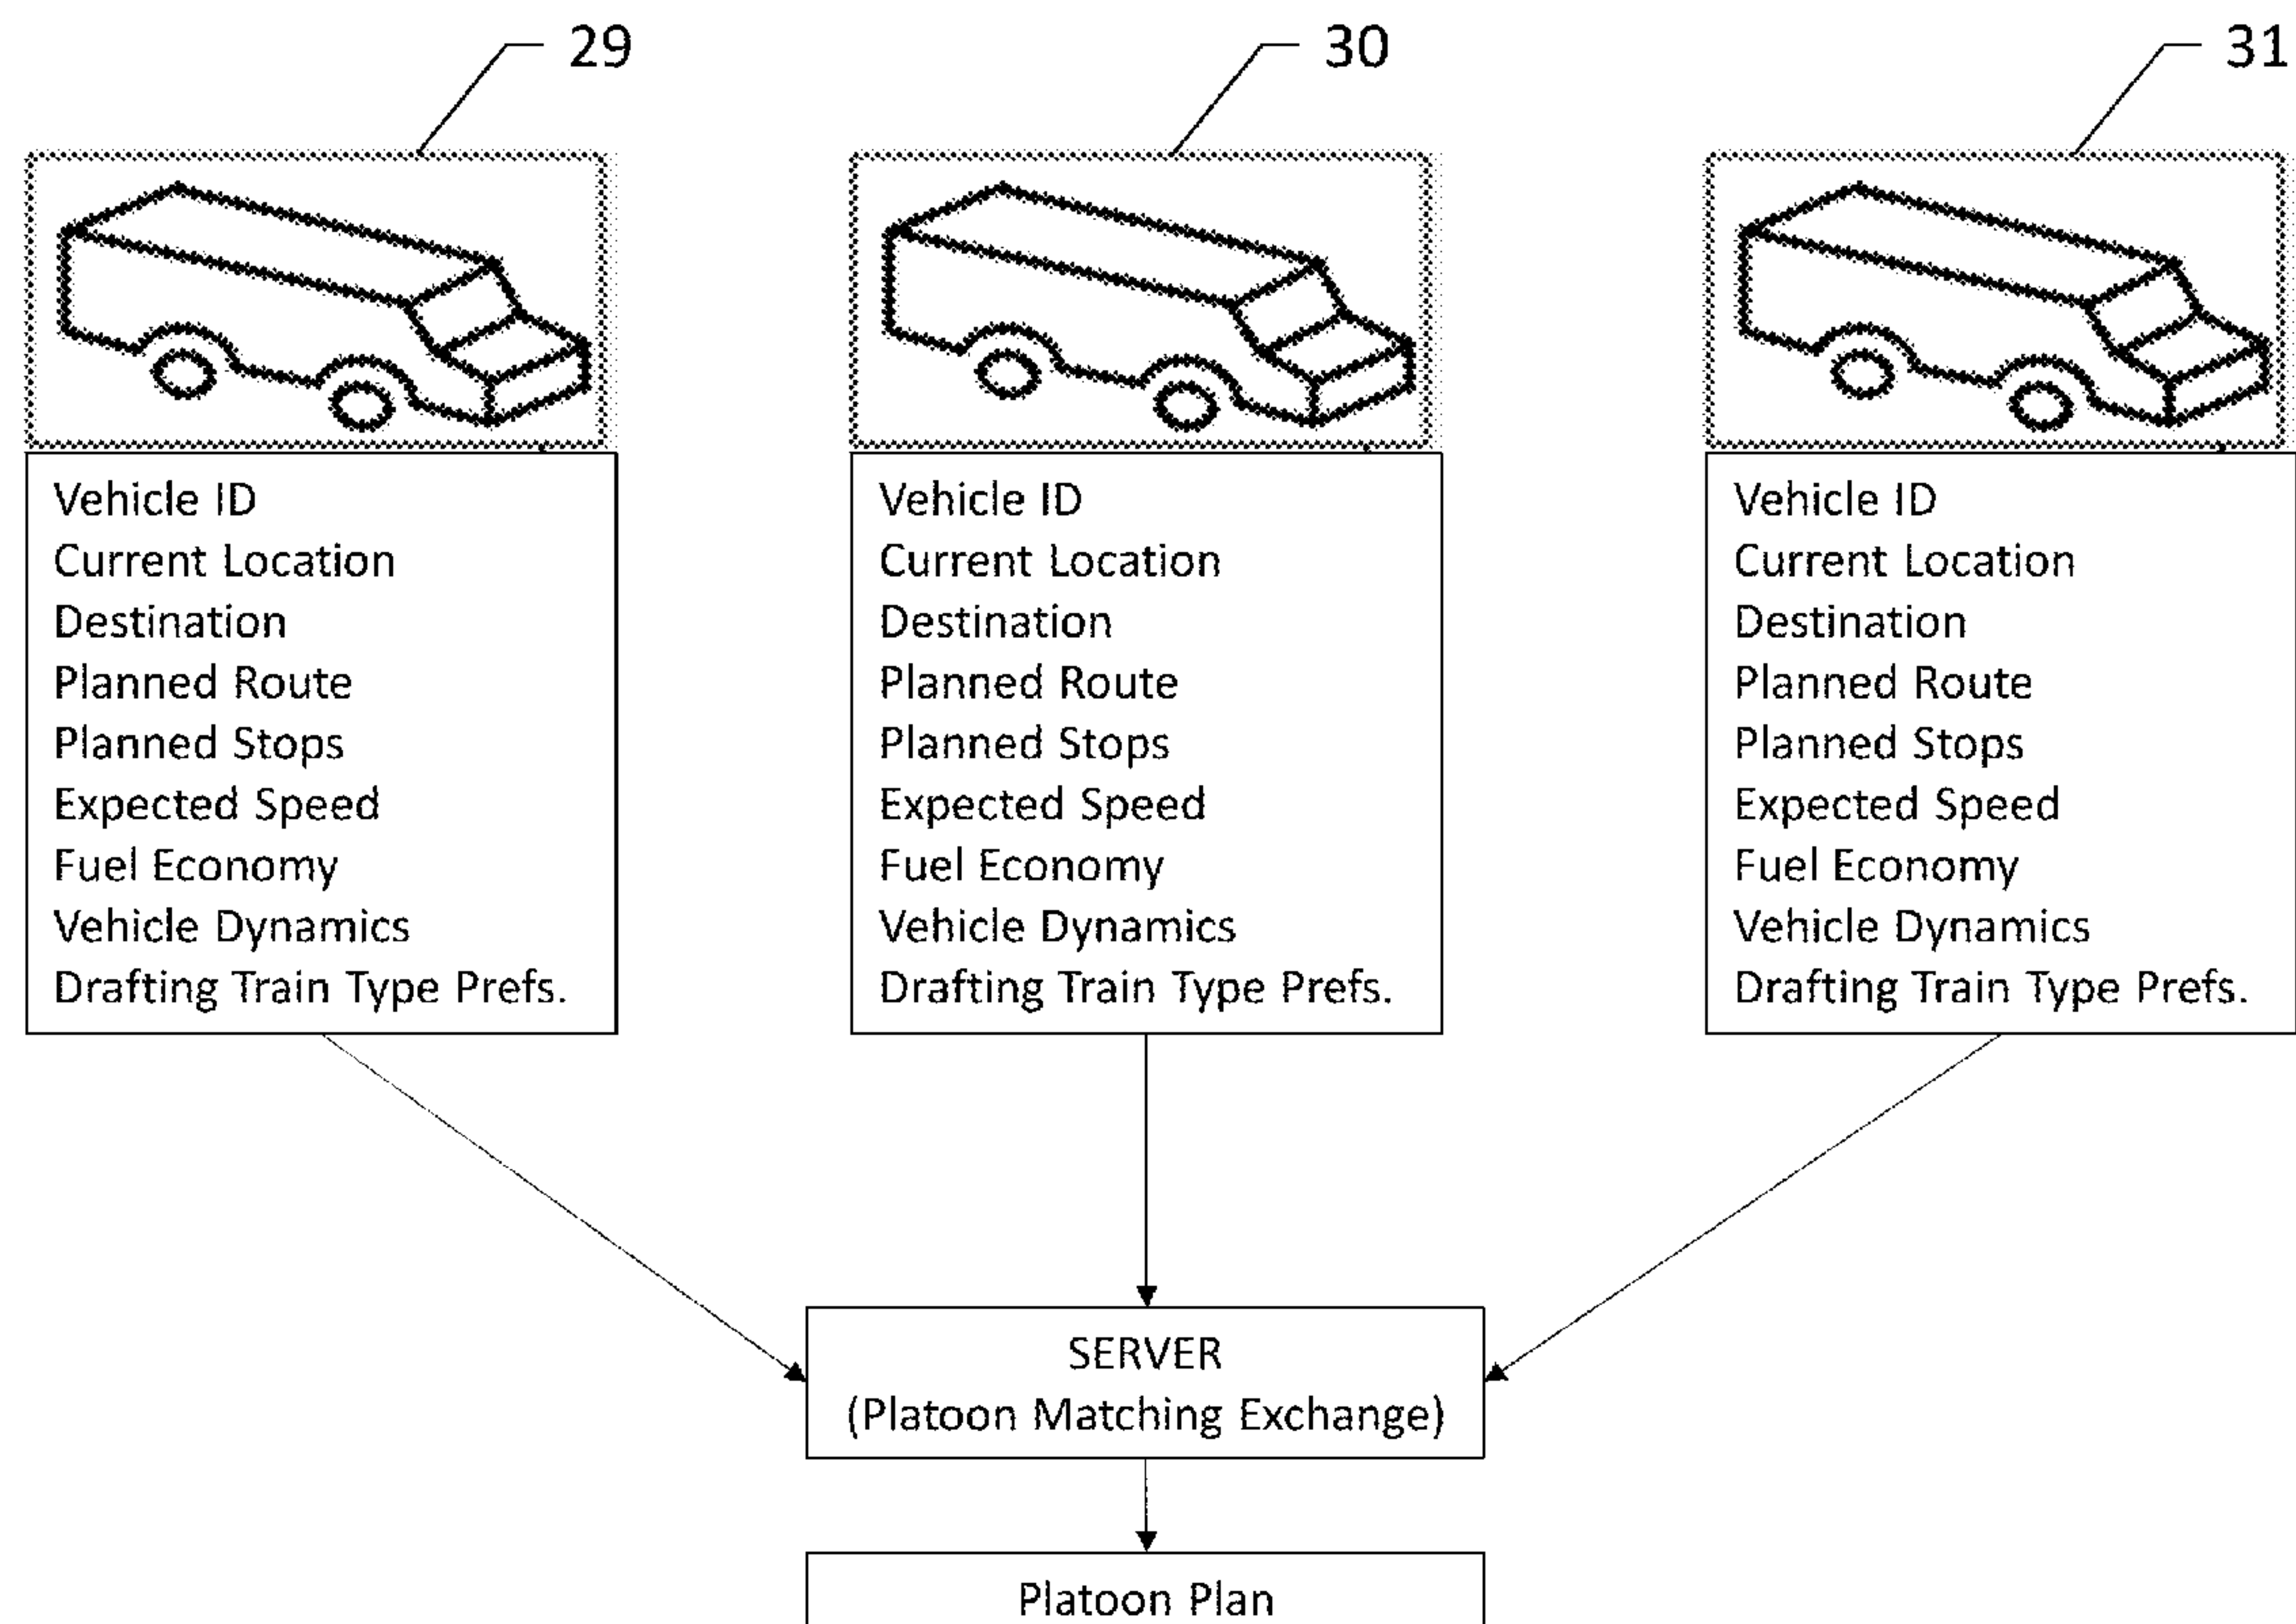 29
30
31
Vehicle ID
Current Location
Destination
Planned Route
Planned Stops
Expected Speed
Fuel Economy
Vehicle Dynamics
Drafting Train Type Prefs.
Vehicle ID
Current Location
Destination
Planned Route
Planned Stops
Expected Speed
Fuel Economy
Vehicle Dynamics
Drafting Train Type Prefs.
Vehicle ID
Current Location
Destination
Planned Route
Planned Stops
Expected Speed
Fuel Economy
Vehicle Dynamics
Drafting Train Type Prefs.
SERVER
(Platoon Matching Exchange)
Platoon Plan